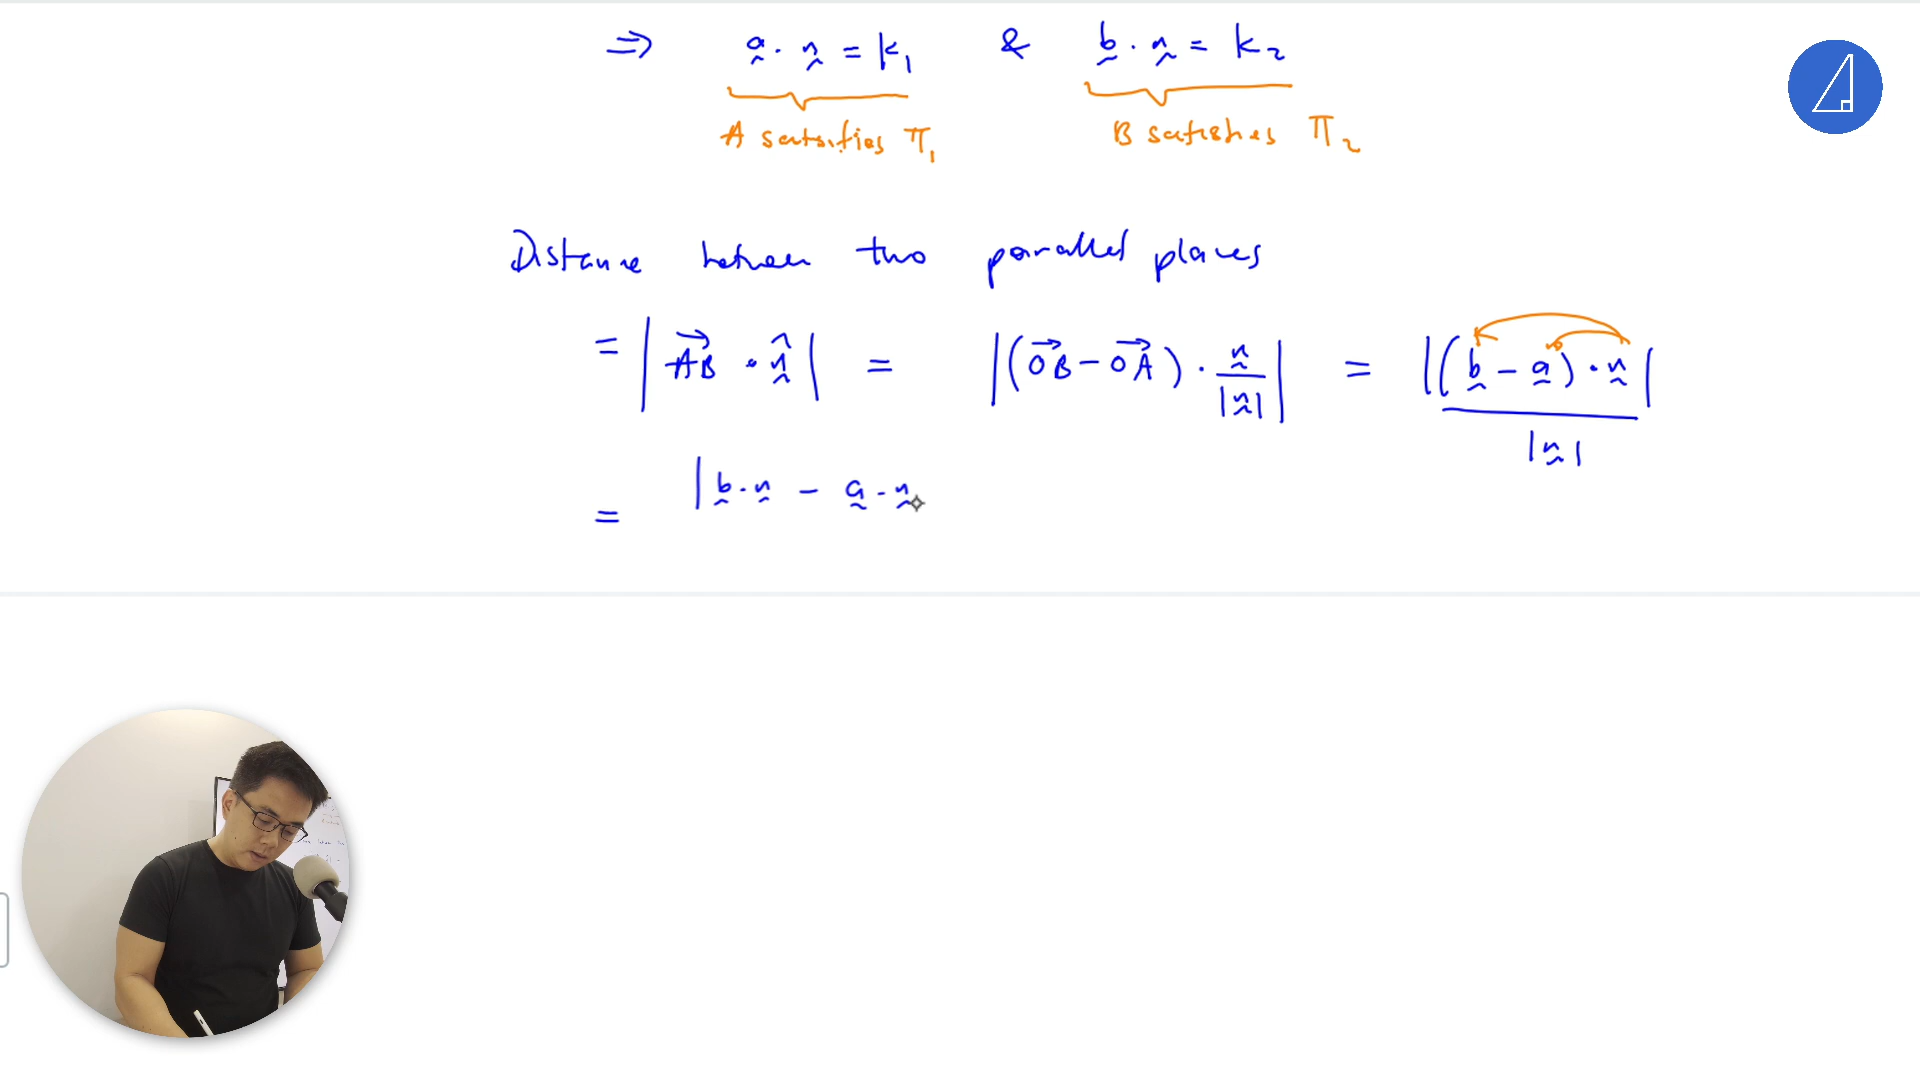 ⇒ a̰ · ṵ̃ = k₁ & b̰ · ṵ̃ = k₂
A satisfies π₁ B satisfies π₂
Distance between two parallel planes
= | AB⃗ · n̰̂ | = |(OB⃗ − OA⃗) · n̰/|n̰|| = |(b̰ − a̰) · n̰| / |n̰|
= | b̰ · n̰ − a̰ · n̰